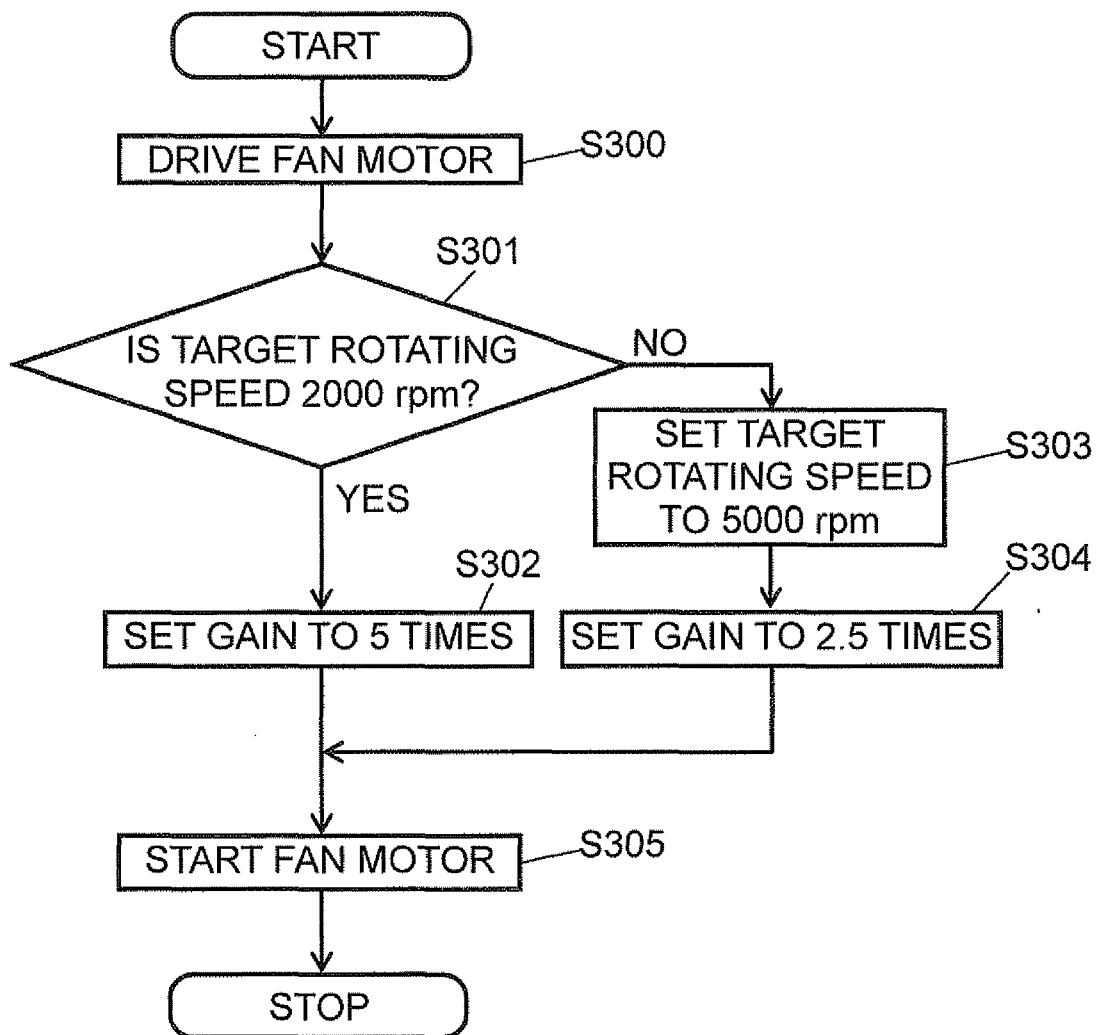 START
DRIVE FAN MOTOR
S300
S301
IS TARGET ROTATING
SPEED 2000 rpm?
NO
YES
SET TARGET
ROTATING SPEED
TO 5000 rpm
S303
S302
SET GAIN TO 5 TIMES
S304
SET GAIN TO 2.5 TIMES
START FAN MOTOR
S305
STOP